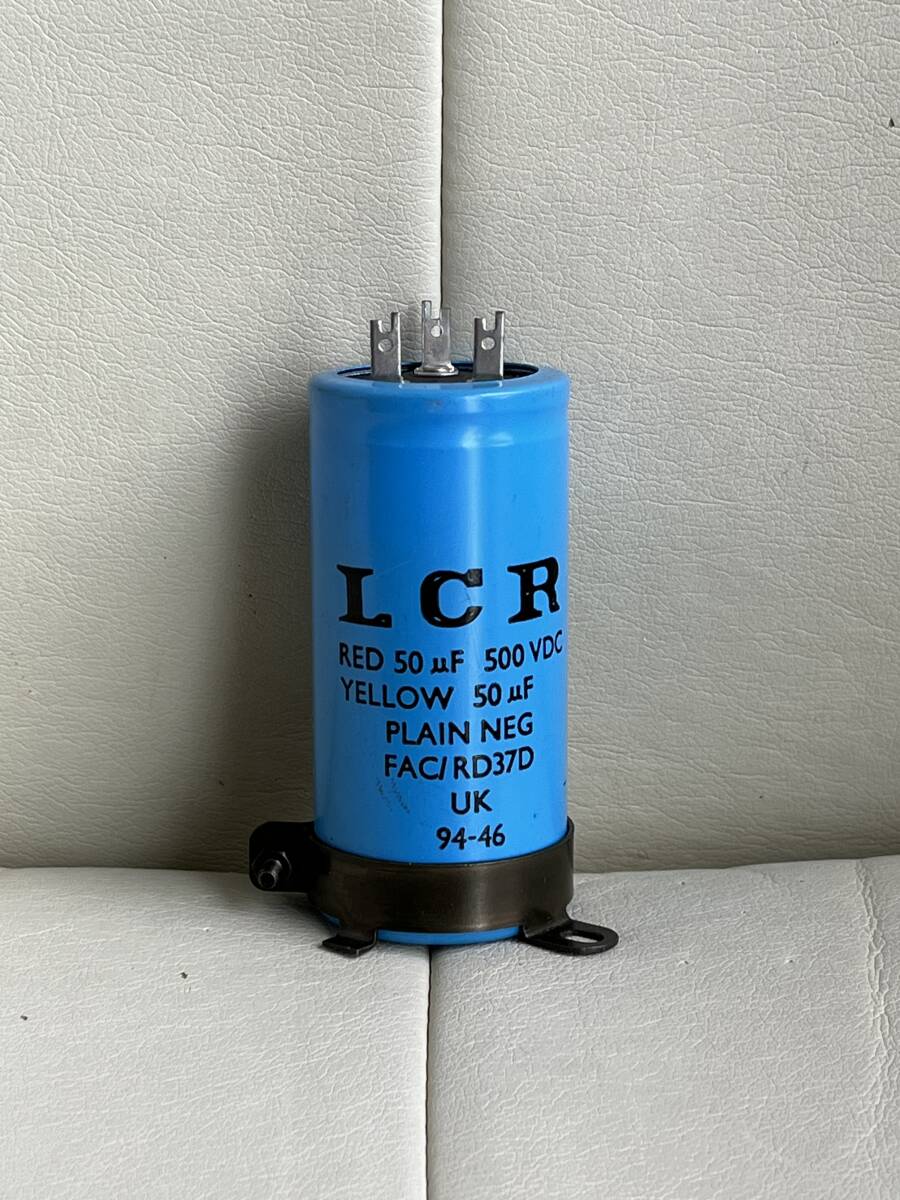 LCR
RED 50 µF 500 VDC
YELLOW 50 µF
PLAIN NEG
FAC/RD37D
UK
94-46